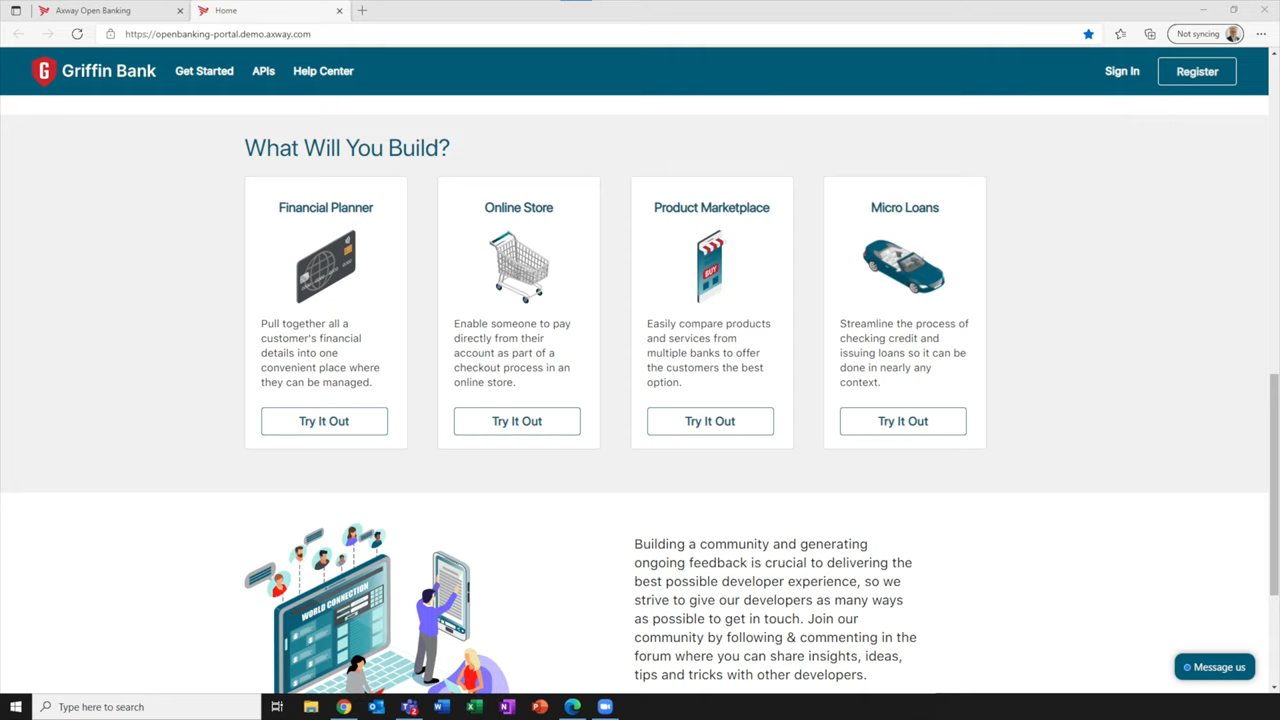 Axway Open Banking
Home
https://openbanking-portal.demo.axway.com
Not syncing
G
Griffin Bank
Get Started
APIs
Help Center
Sign In
Register
What Will You Build?
Financial Planner
Pull together all a
customer's financial
details into one
convenient place where
they can be managed.
Try It Out
Online Store
Enable someone to pay
directly from their
account as part of a
checkout process in an
online store.
Try It Out
Product Marketplace
BUY
Easily compare products
and services from
multiple banks to offer
the customers the best
option.
Try It Out
Micro Loans
Streamline the process of
checking credit and
issuing loans so it can be
done in nearly any
context.
Try It Out
WORLD CONNECTION
Building a community and generating
ongoing feedback is crucial to delivering the
best possible developer experience, so we
strive to give our developers as many ways
as possible to get in touch. Join our
community by following & commenting in the
forum where you can share insights, ideas,
tips and tricks with other developers.
Message us
Type here to search